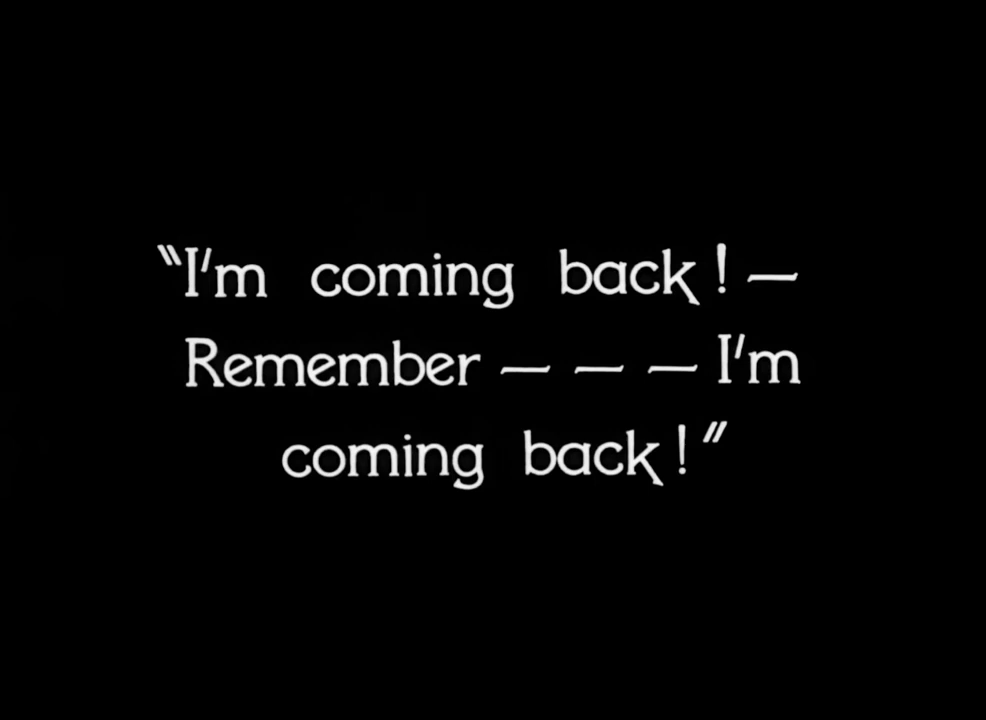 "I'm coming back! —
Remember — — — I'm
coming back!"